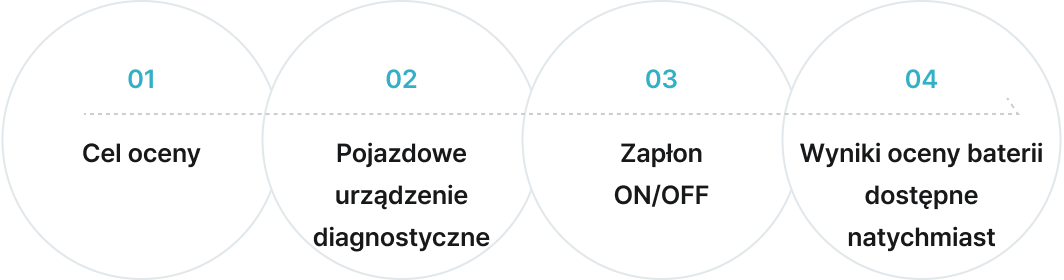 01
Cel oceny
02
Pojazdowe
urządzenie
diagnostyczne
03
Zapłon
ON/OFF
04
Wyniki oceny baterii
dostępne
natychmiast